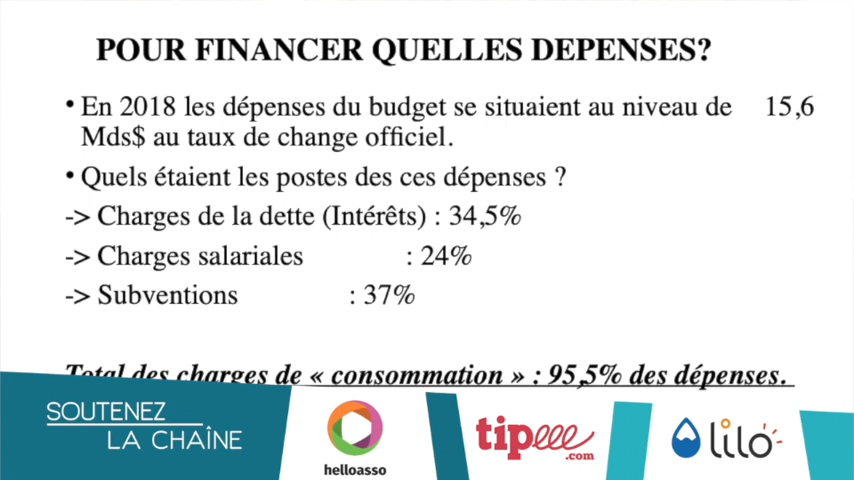 POUR FINANCER QUELLES DEPENSES?
• En 2018 les dépenses du budget se situaient au niveau de 15,6
Mds$ au taux de change officiel.
• Quels étaient les postes des ces dépenses ?
-> Charges de la dette (Intérêts) : 34,5%
-> Charges salariales : 24%
-> Subventions : 37%
Total des charges de « consommation » : 95,5% des dépenses.
SOUTENEZ
LA CHAÎNE
helloasso
tipeee
.com
lilo